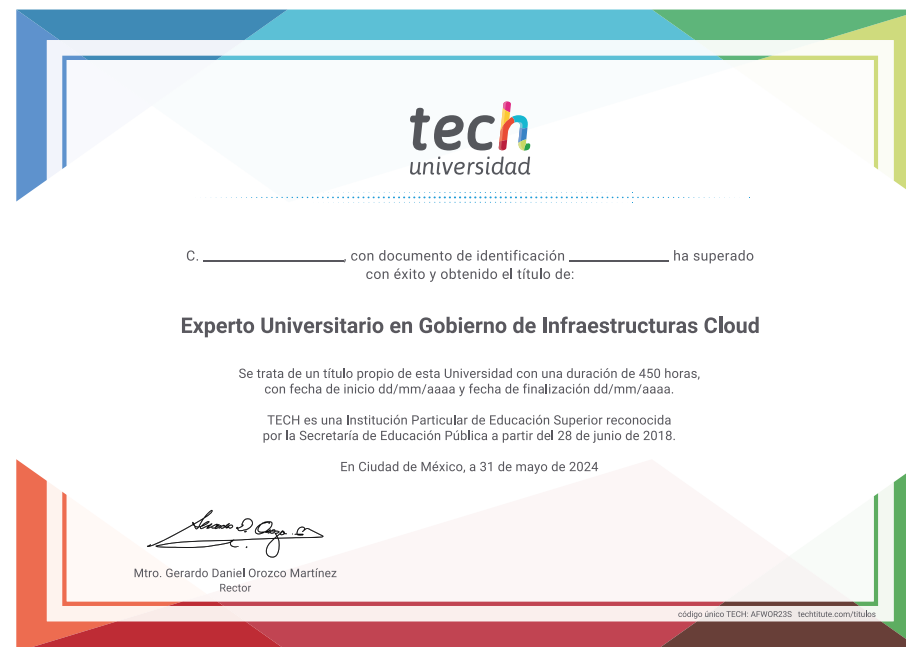 tech
universidad
C. ____________________, con documento de identificación ______________ ha superado
con éxito y obtenido el título de:
Experto Universitario en Gobierno de Infraestructuras Cloud
Se trata de un título propio de esta Universidad con una duración de 450 horas,
con fecha de inicio dd/mm/aaaa y fecha de finalización dd/mm/aaaa.
TECH es una Institución Particular de Educación Superior reconocida
por la Secretaría de Educación Pública a partir del 28 de junio de 2018.
En Ciudad de México, a 31 de mayo de 2024
Mtro. Gerardo Daniel Orozco Martínez
Rector
código único TECH: AFWOR23S techtitute.com/titulos